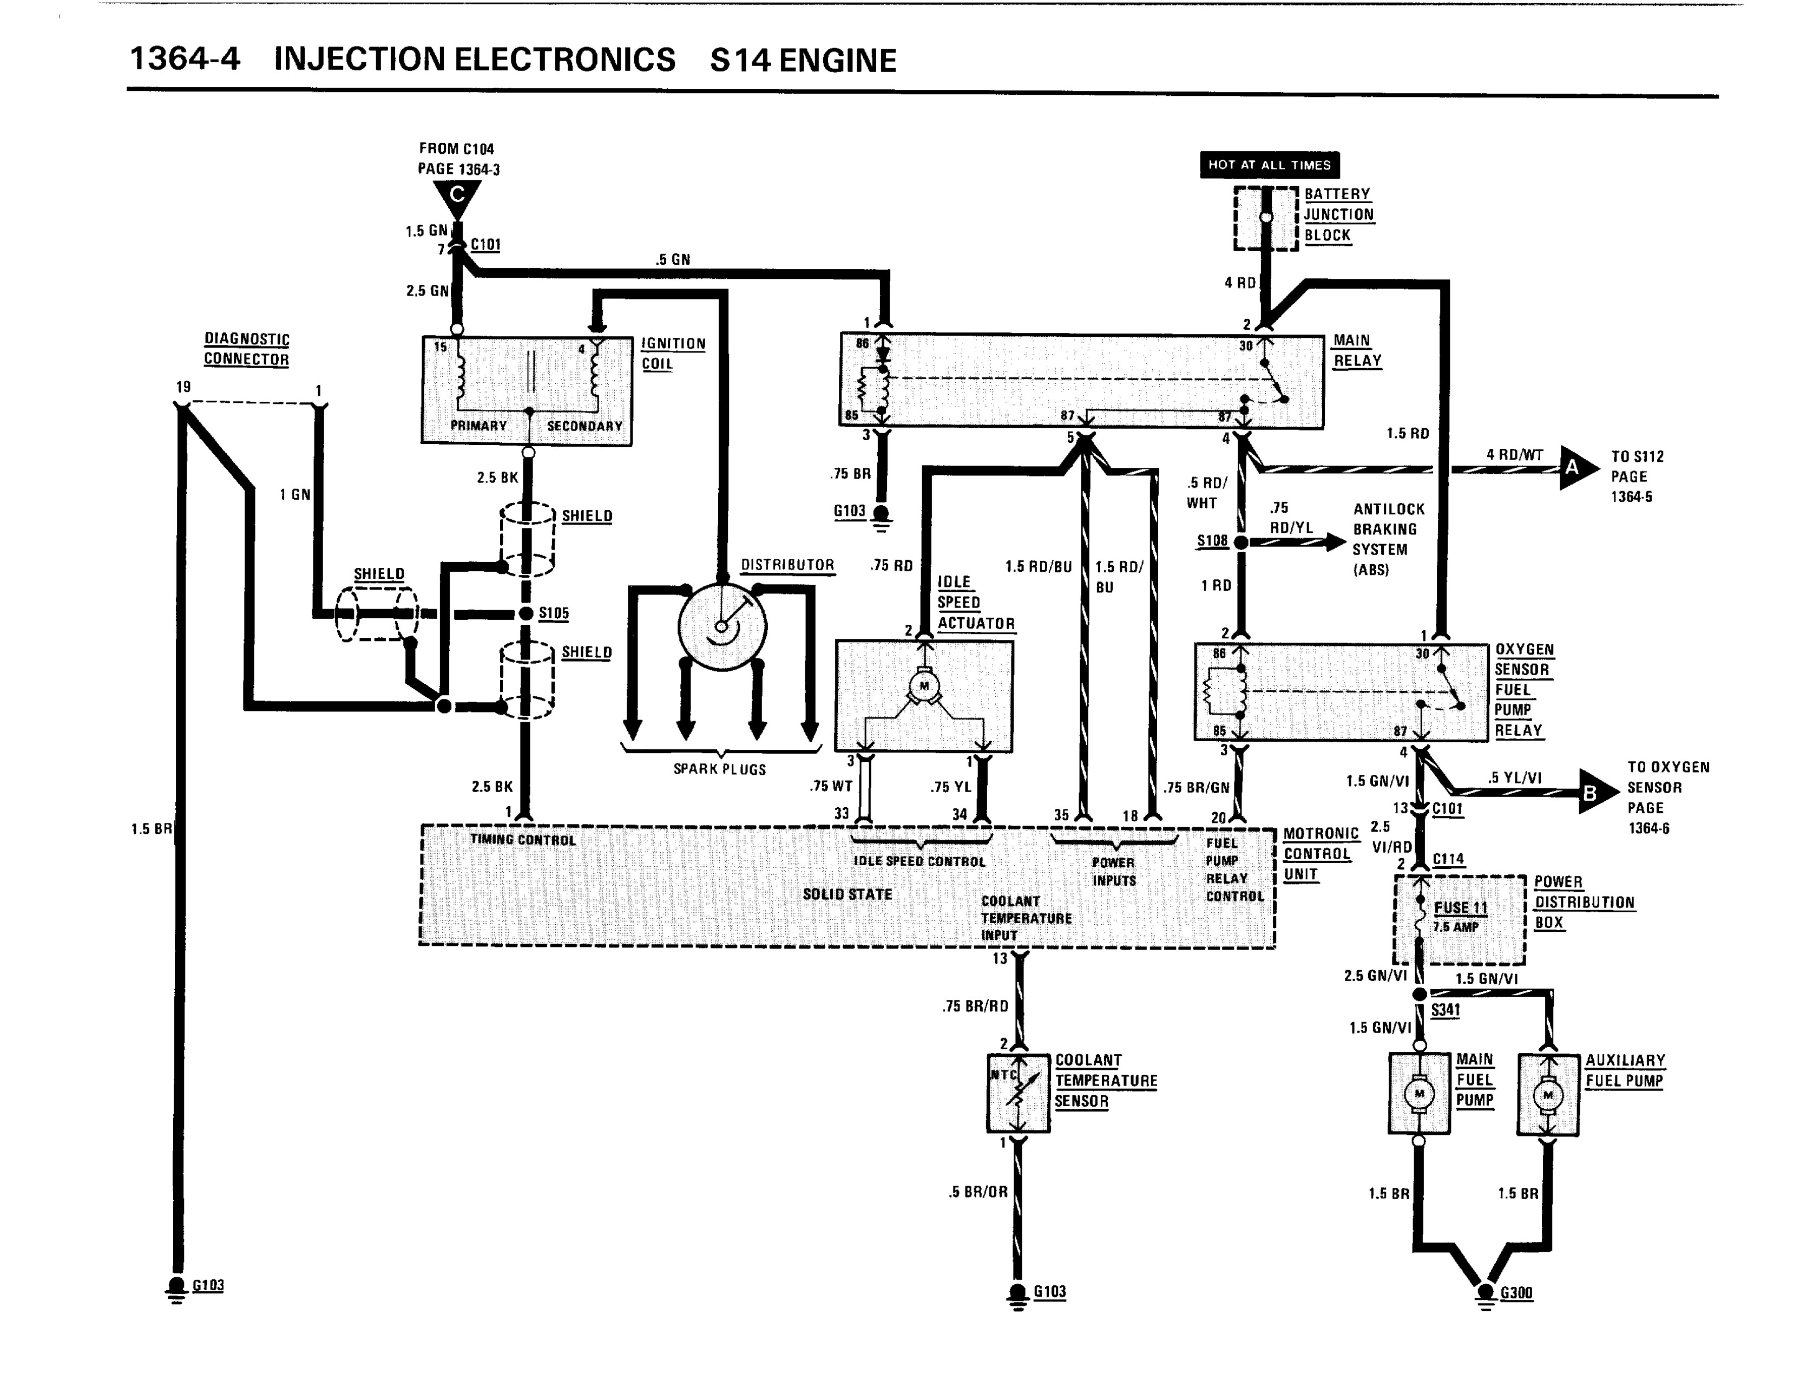 1364-4 INJECTION ELECTRONICS S14 ENGINE
FROM C104
PAGE 1364-3
C
1.5 GN
7
C101
.5 GN
2.5 GN
HOT AT ALL TIMES
BATTERY
JUNCTION
BLOCK
4 RD
DIAGNOSTIC
CONNECTOR
19
1
15
4
IGNITION
COIL
PRIMARY
SECONDARY
1
86
2
30
MAIN
RELAY
85
87
87
3
5
4
1.5 RD
4 RD/WT
A
TO S112
PAGE
1364-5
2.5 BK
1 GN
.75 BR
G103
.5 RD/
WHT
.75
RD/YL
S108
ANTILOCK
BRAKING
SYSTEM
(ABS)
SHIELD
SHIELD
S105
SHIELD
DISTRIBUTOR
.75 RD
IDLE
SPEED
ACTUATOR
1.5 RD/BU
1.5 RD/
BU
1 RD
2
M
3
1
2
86
1
30
OXYGEN
SENSOR
FUEL
PUMP
RELAY
85
87
3
4
SPARK PLUGS
2.5 BK
1
.75 WT
.75 YL
33
34
35
18
.75 BR/GN
20
1.5 GN/VI
.5 YL/VI
B
TO OXYGEN
SENSOR
PAGE
1364-6
13
C101
2.5
VI/RD
2
C114
1.5 BR
TIMING CONTROL
IDLE SPEED CONTROL
POWER
INPUTS
FUEL
PUMP
RELAY
CONTROL
MOTRONIC
CONTROL
UNIT
SOLID STATE
COOLANT
TEMPERATURE
INPUT
FUSE 11
7.5 AMP
POWER
DISTRIBUTION
BOX
13
.75 BR/RD
2
NTC
COOLANT
TEMPERATURE
SENSOR
1
.5 BR/OR
2.5 GN/VI
1.5 GN/VI
S341
1.5 GN/VI
MAIN
FUEL
PUMP
M
M
AUXILIARY
FUEL PUMP
1.5 BR
1.5 BR
G103
G103
G300